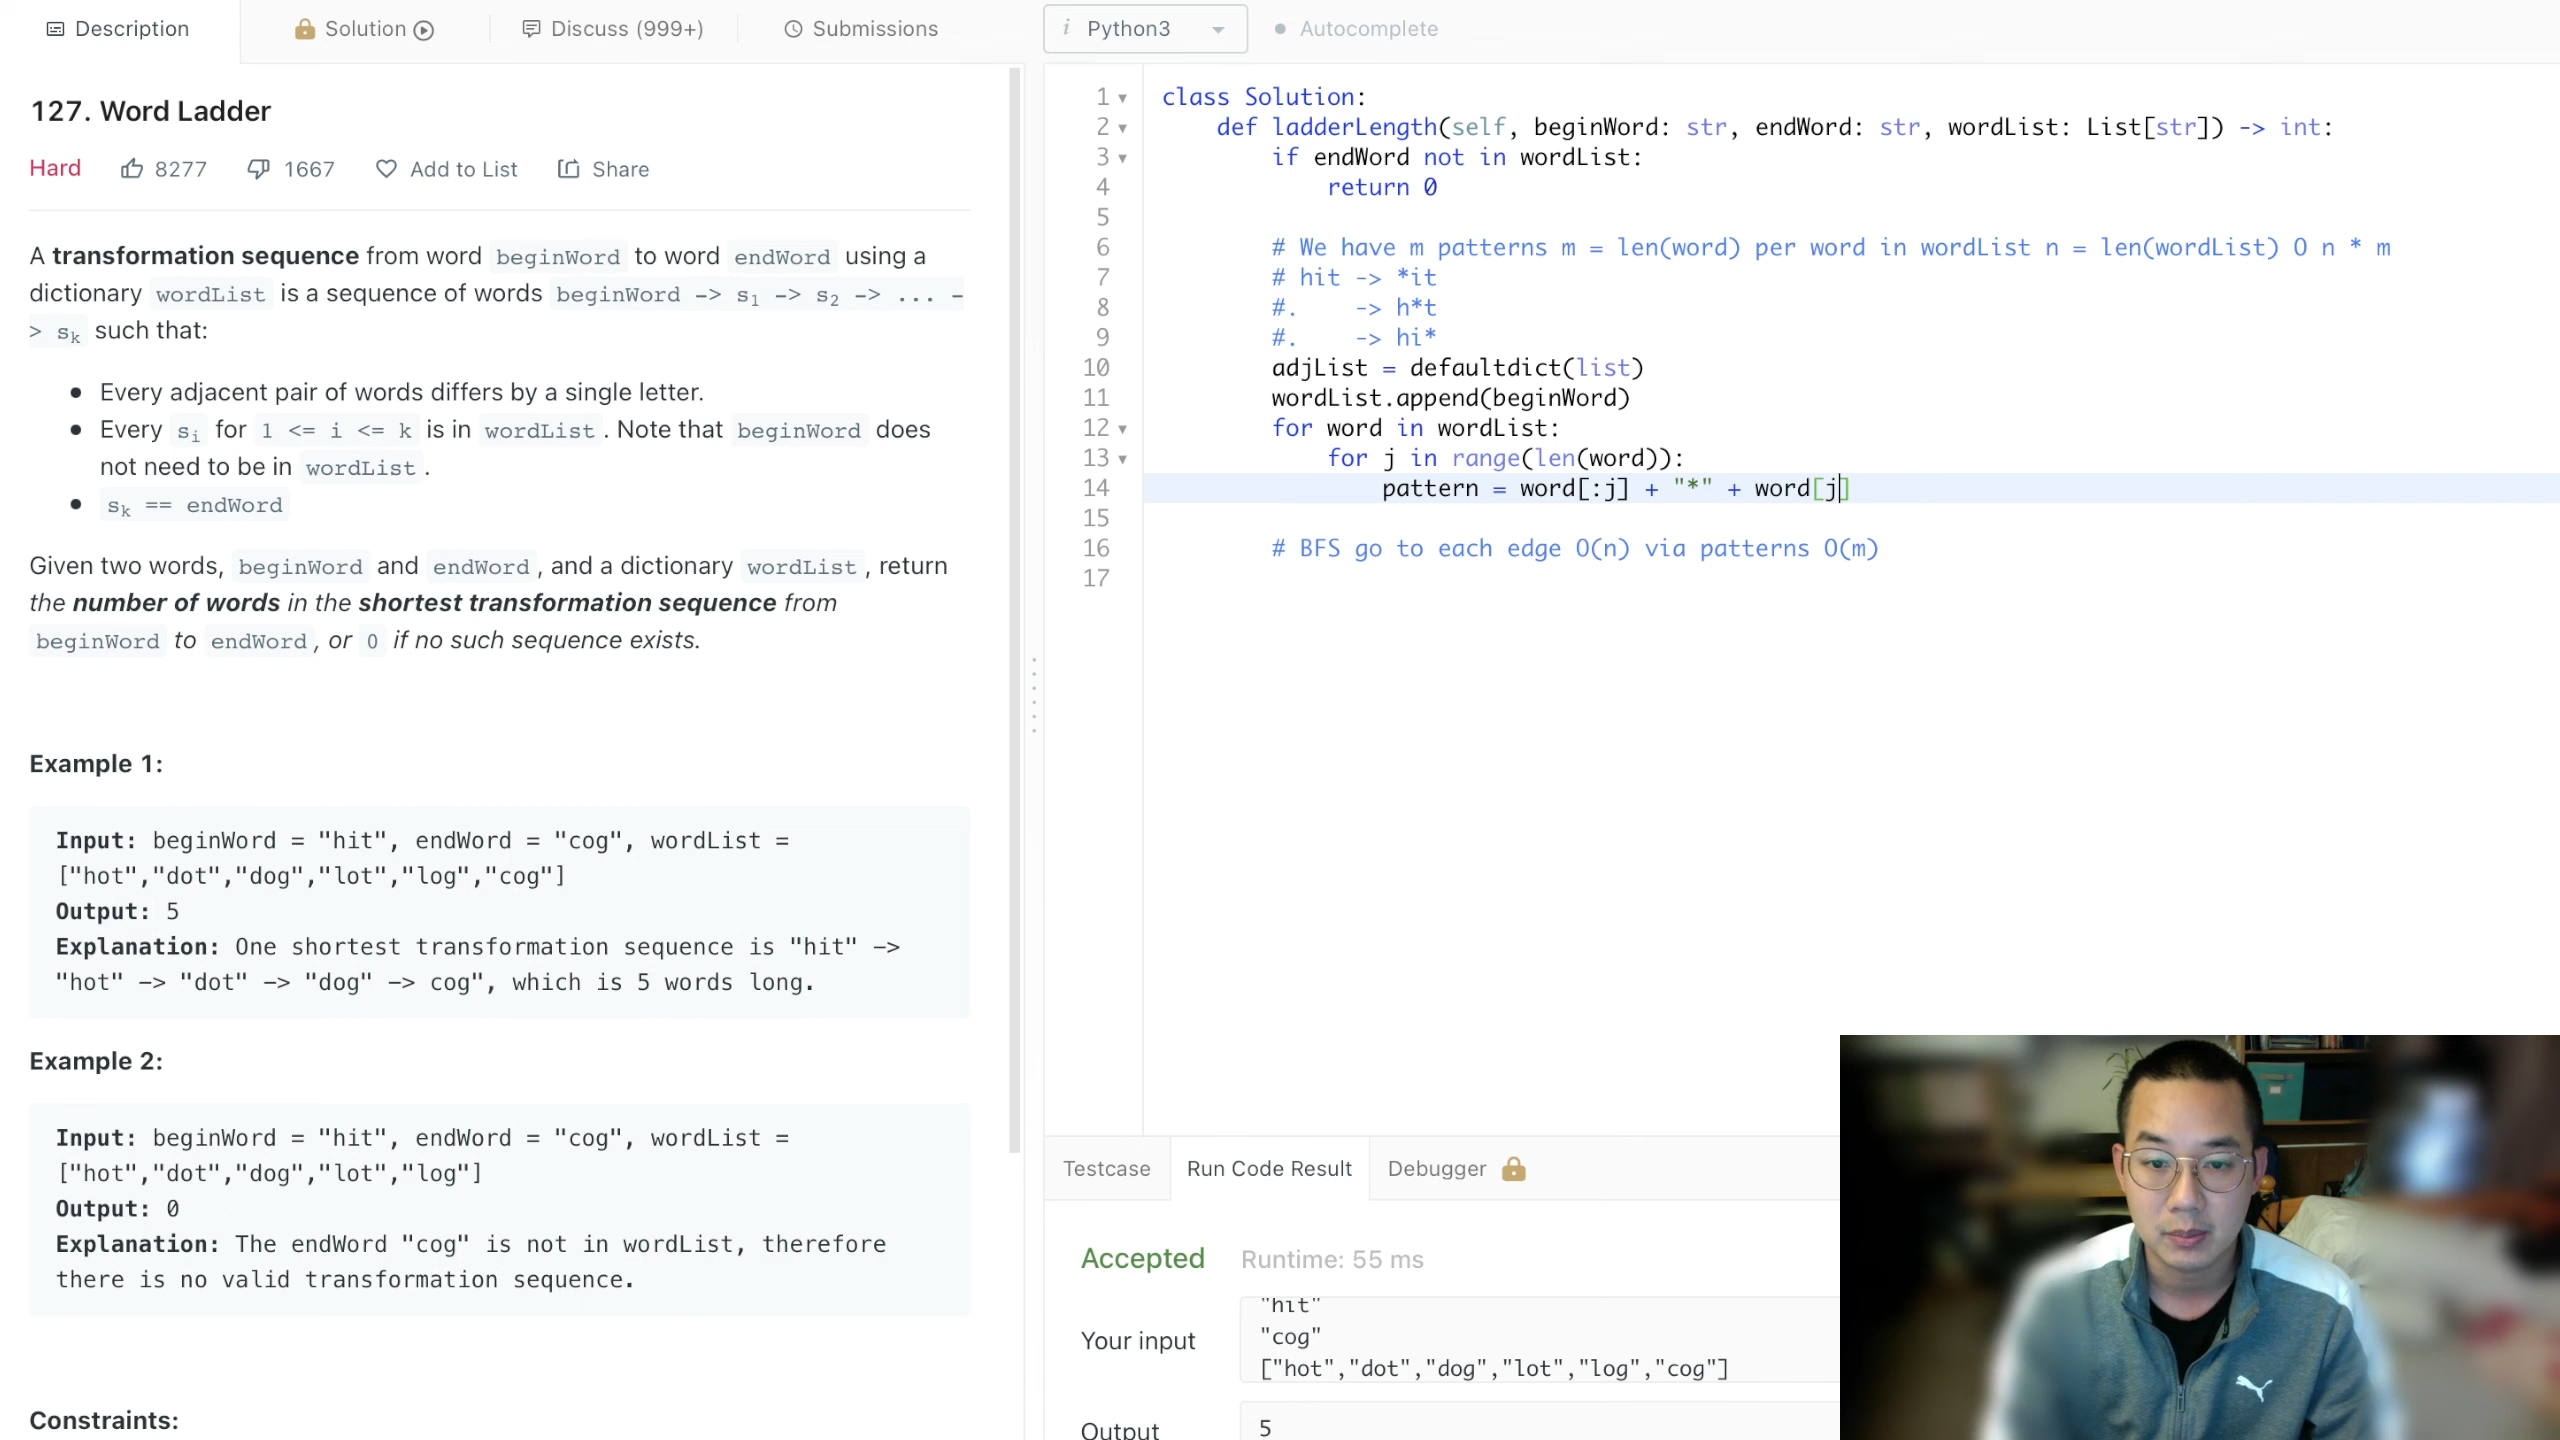 Description
Solution
Discuss (999+)
Submissions
i Python3
Autocomplete
127. Word Ladder
Hard 8277 1667 Add to List Share
A transformation sequence from word beginWord to word endWord using a
dictionary wordList is a sequence of words beginWord -> s1 -> s2 -> ... -
> sk such that:
• Every adjacent pair of words differs by a single letter.
• Every si for 1 <= i <= k is in wordList . Note that beginWord does
not need to be in wordList .
• sk == endWord
Given two words, beginWord and endWord , and a dictionary wordList , return
the number of words in the shortest transformation sequence from
beginWord to endWord , or 0 if no such sequence exists.
Example 1:
Input: beginWord = "hit", endWord = "cog", wordList =
["hot","dot","dog","lot","log","cog"]
Output: 5
Explanation: One shortest transformation sequence is "hit" ->
"hot" -> "dot" -> "dog" -> cog", which is 5 words long.
Example 2:
Input: beginWord = "hit", endWord = "cog", wordList =
["hot","dot","dog","lot","log"]
Output: 0
Explanation: The endWord "cog" is not in wordList, therefore
there is no valid transformation sequence.
Constraints:
1 class Solution:
2 def ladderLength(self, beginWord: str, endWord: str, wordList: List[str]) -> int:
3 if endWord not in wordList:
4 return 0
5
6 # We have m patterns m = len(word) per word in wordList n = len(wordList) O n * m
7 # hit -> *it
8 #. -> h*t
9 #. -> hi*
10 adjList = defaultdict(list)
11 wordList.append(beginWord)
12 for word in wordList:
13 for j in range(len(word)):
14 pattern = word[:j] + "*" + word[j]
15
16 # BFS go to each edge O(n) via patterns O(m)
17
Testcase
Run Code Result
Debugger
Accepted Runtime: 55 ms
Your input
"hit"
"cog"
["hot","dot","dog","lot","log","cog"]
Output
5